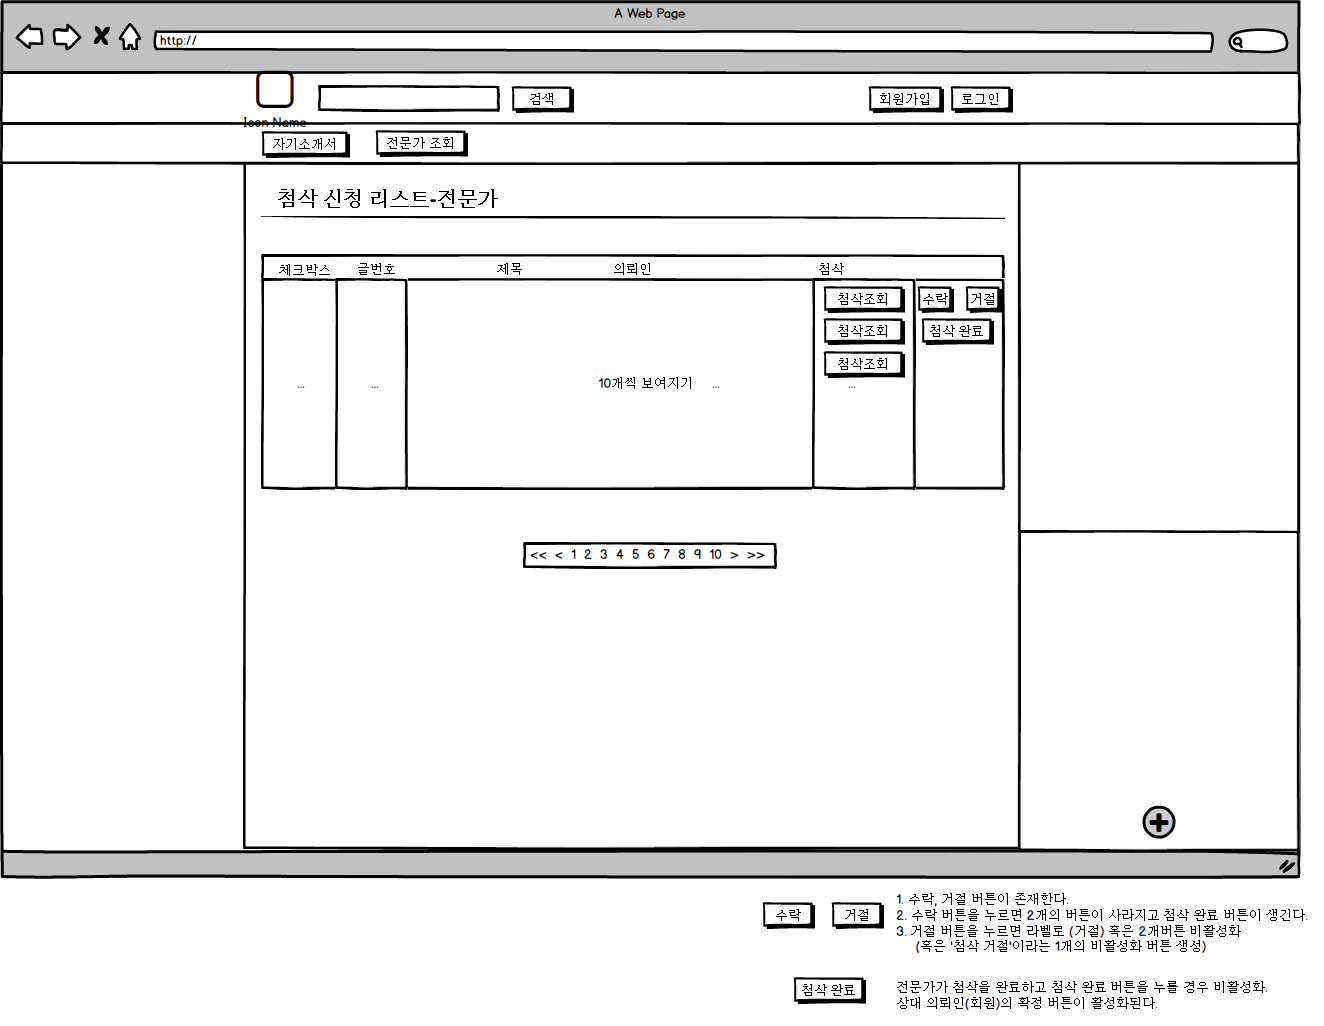 A Web Page
http://
검색
회원가입
로그인
Icon Name
자기소개서
전문가 조회
첨삭 신청 리스트-전문가
체크박스 글번호 제목 의뢰인 첨삭
첨삭조회 수락 거절
첨삭조회 첨삭 완료
첨삭조회
... ... 10개씩 보여지기 ... ...
<< < 1 2 3 4 5 6 7 8 9 10 > >>
수락 거절
1. 수락, 거절 버튼이 존재한다.
2. 수락 버튼을 누르면 2개의 버튼이 사라지고 첨삭 완료 버튼이 생긴다.
3. 거절 버튼을 누르면 라벨로 (거절) 혹은 2개버튼 비활성화
(혹은 '첨삭 거절'이라는 1개의 비활성화 버튼 생성)
첨삭 완료
전문가가 첨삭을 완료하고 첨삭 완료 버튼을 누를 경우 비활성화.
상대 의뢰인(회원)의 확정 버튼이 활성화된다.